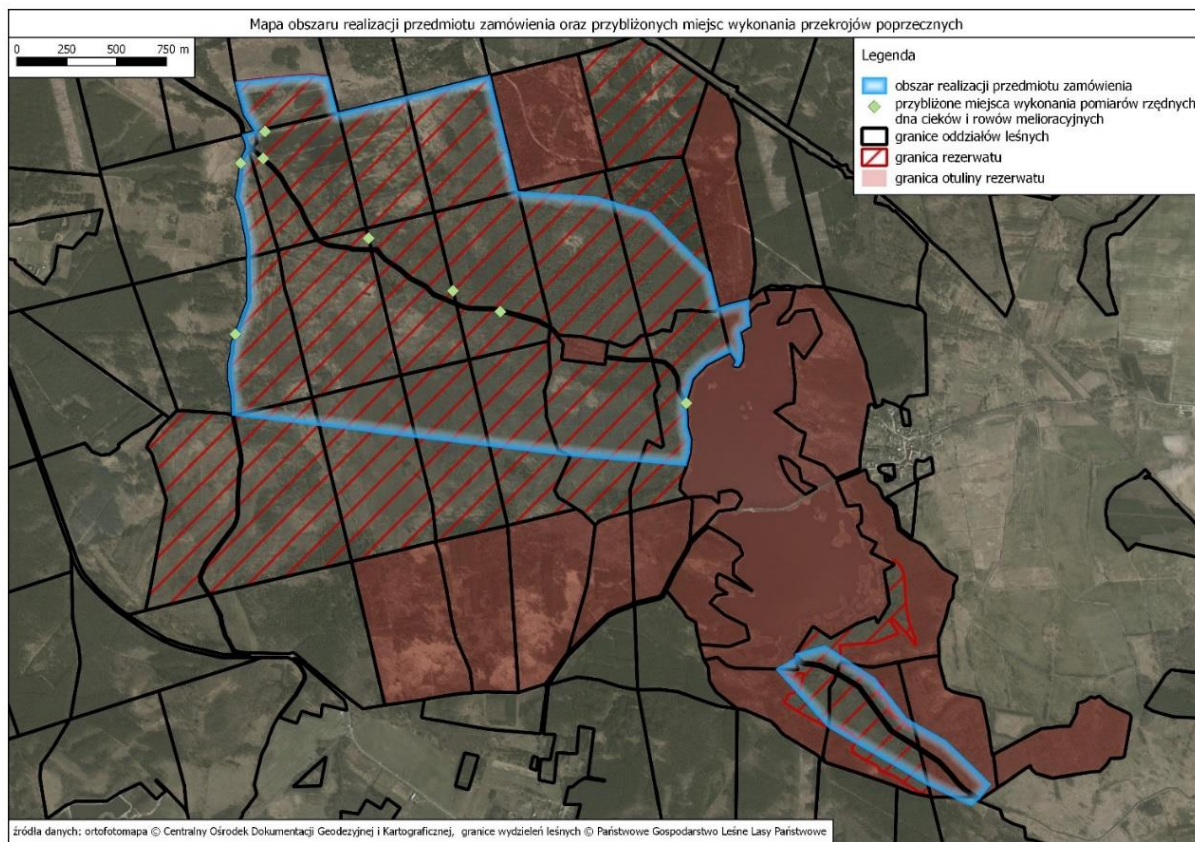 Mapa obszaru realizacji przedmiotu zamówienia oraz przybliżonych miejsc wykonania przekrojów poprzecznych
0 250 500 750 m
Legenda
obszar realizacji przedmiotu zamówienia
przybliżone miejsca wykonania pomiarów rzędnych
dna cieków i rowów melioracyjnych
granice oddziałów leśnych
granica rezerwatu
granica otuliny rezerwatu
źródła danych: ortofotomapa © Centralny Ośrodek Dokumentacji Geodezyjnej i Kartograficznej, granice wydzieleń leśnych © Państwowe Gospodarstwo Leśne Lasy Państwowe